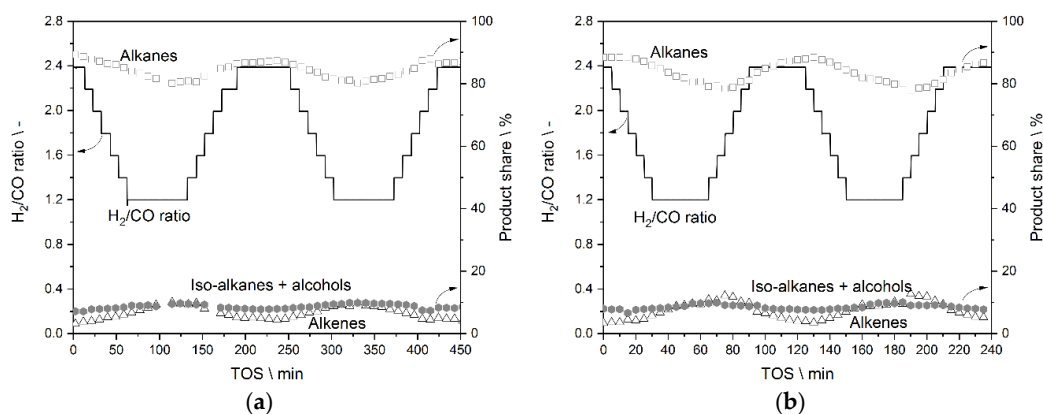 2.8
2.4
2.0
1.6
1.2
0.8
0.4
0.0
H₂/CO ratio \ -
Alkanes
H₂/CO ratio
Iso-alkanes + alcohols
Alkenes
100
80
60
40
20
0
Product share \ %
0 50 100 150 200 250 300 350 400 450
TOS \ min
(a)
2.8
2.4
2.0
1.6
1.2
0.8
0.4
0.0
H₂/CO ratio \ -
Alkanes
H₂/CO ratio
Iso-alkanes + alcohols
Alkenes
100
80
60
40
20
0
Product share \ %
0 20 40 60 80 100 120 140 160 180 200 220 240
TOS \ min
(b)